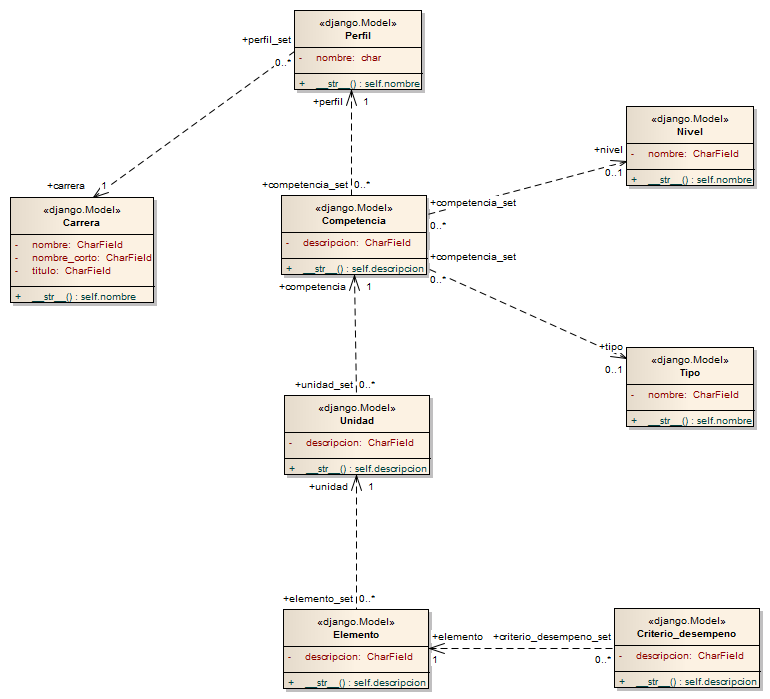 «django.Model»
Perfil
- nombre: char
+ __str__() : self.nombre
+perfil_set
0..*
+perfil
1
+carrera
1
«django.Model»
Carrera
- nombre: CharField
- nombre_corto: CharField
- titulo: CharField
+ __str__() : self.nombre
«django.Model»
Nivel
- nombre: CharField
+ __str__() : self.nombre
+nivel
0..1
+competencia_set
0..*
«django.Model»
Competencia
- descripcion: CharField
+ __str__() : self.descripcion
+competencia_set
0..*
+competencia_set
0..*
+competencia
1
+tipo
0..1
«django.Model»
Tipo
- nombre: CharField
+ __str__() : self.nombre
+unidad_set
0..*
«django.Model»
Unidad
- descripcion: CharField
+ __str__() : self.descripcion
+unidad
1
+elemento_set
0..*
«django.Model»
Elemento
- descripcion: CharField
+ __str__() : self.descripcion
+elemento
1
+criterio_desempeno_set
0..*
«django.Model»
Criterio_desempeno
- descripcion: CharField
+ __str__() : self.descripcion